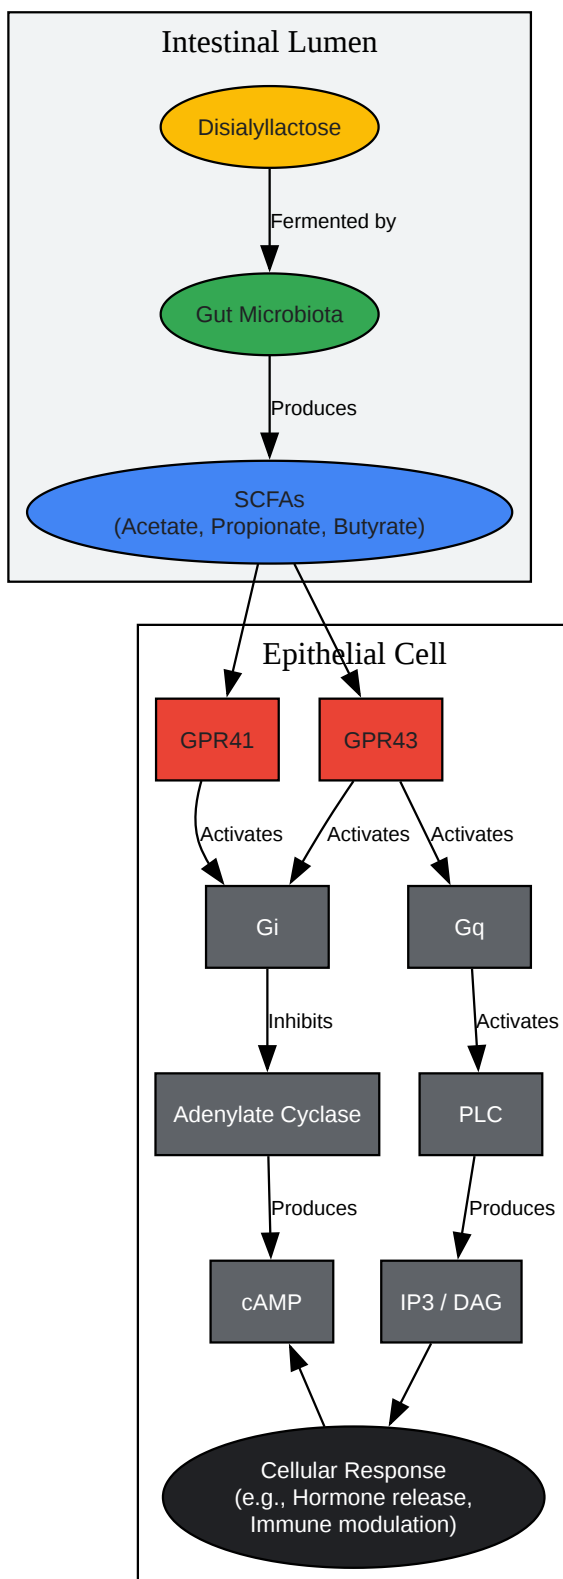 Intestinal Lumen
Disialyllactose
Fermented by
Gut Microbiota
Produces
SCFAs
(Acetate, Propionate, Butyrate)
Epithelial Cell
GPR41
GPR43
Activates
Activates
Activates
Gi
Gq
Inhibits
Activates
Adenylate Cyclase
PLC
Produces
Produces
cAMP
IP3 / DAG
Cellular Response
(e.g., Hormone release,
Immune modulation)